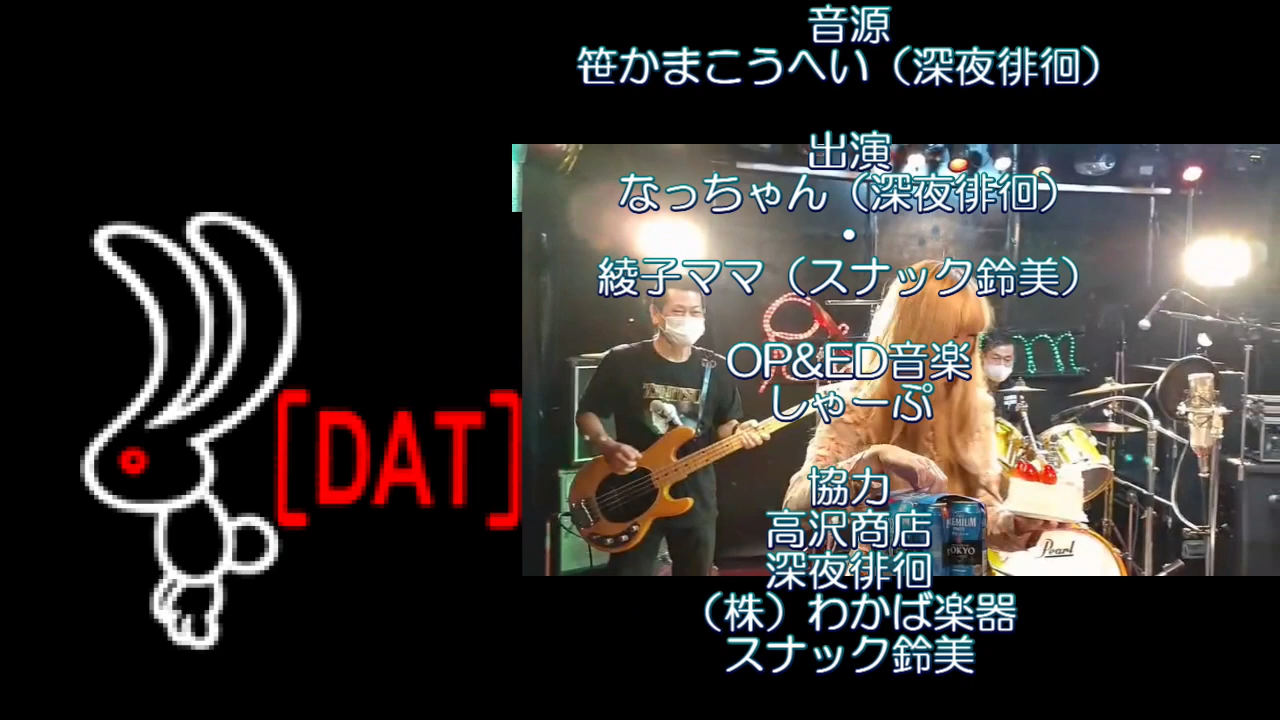 音源
笹かまこうへい（深夜徘徊）
出演
なっちゃん（深夜徘徊）
・
綾子ママ（スナック鈴美）
OP&ED音楽
しゃーぷ
協力
高沢商店
深夜徘徊
（株）わかば楽器
スナック鈴美
[DAT]
PREMIUM
TOKYO
Pearl